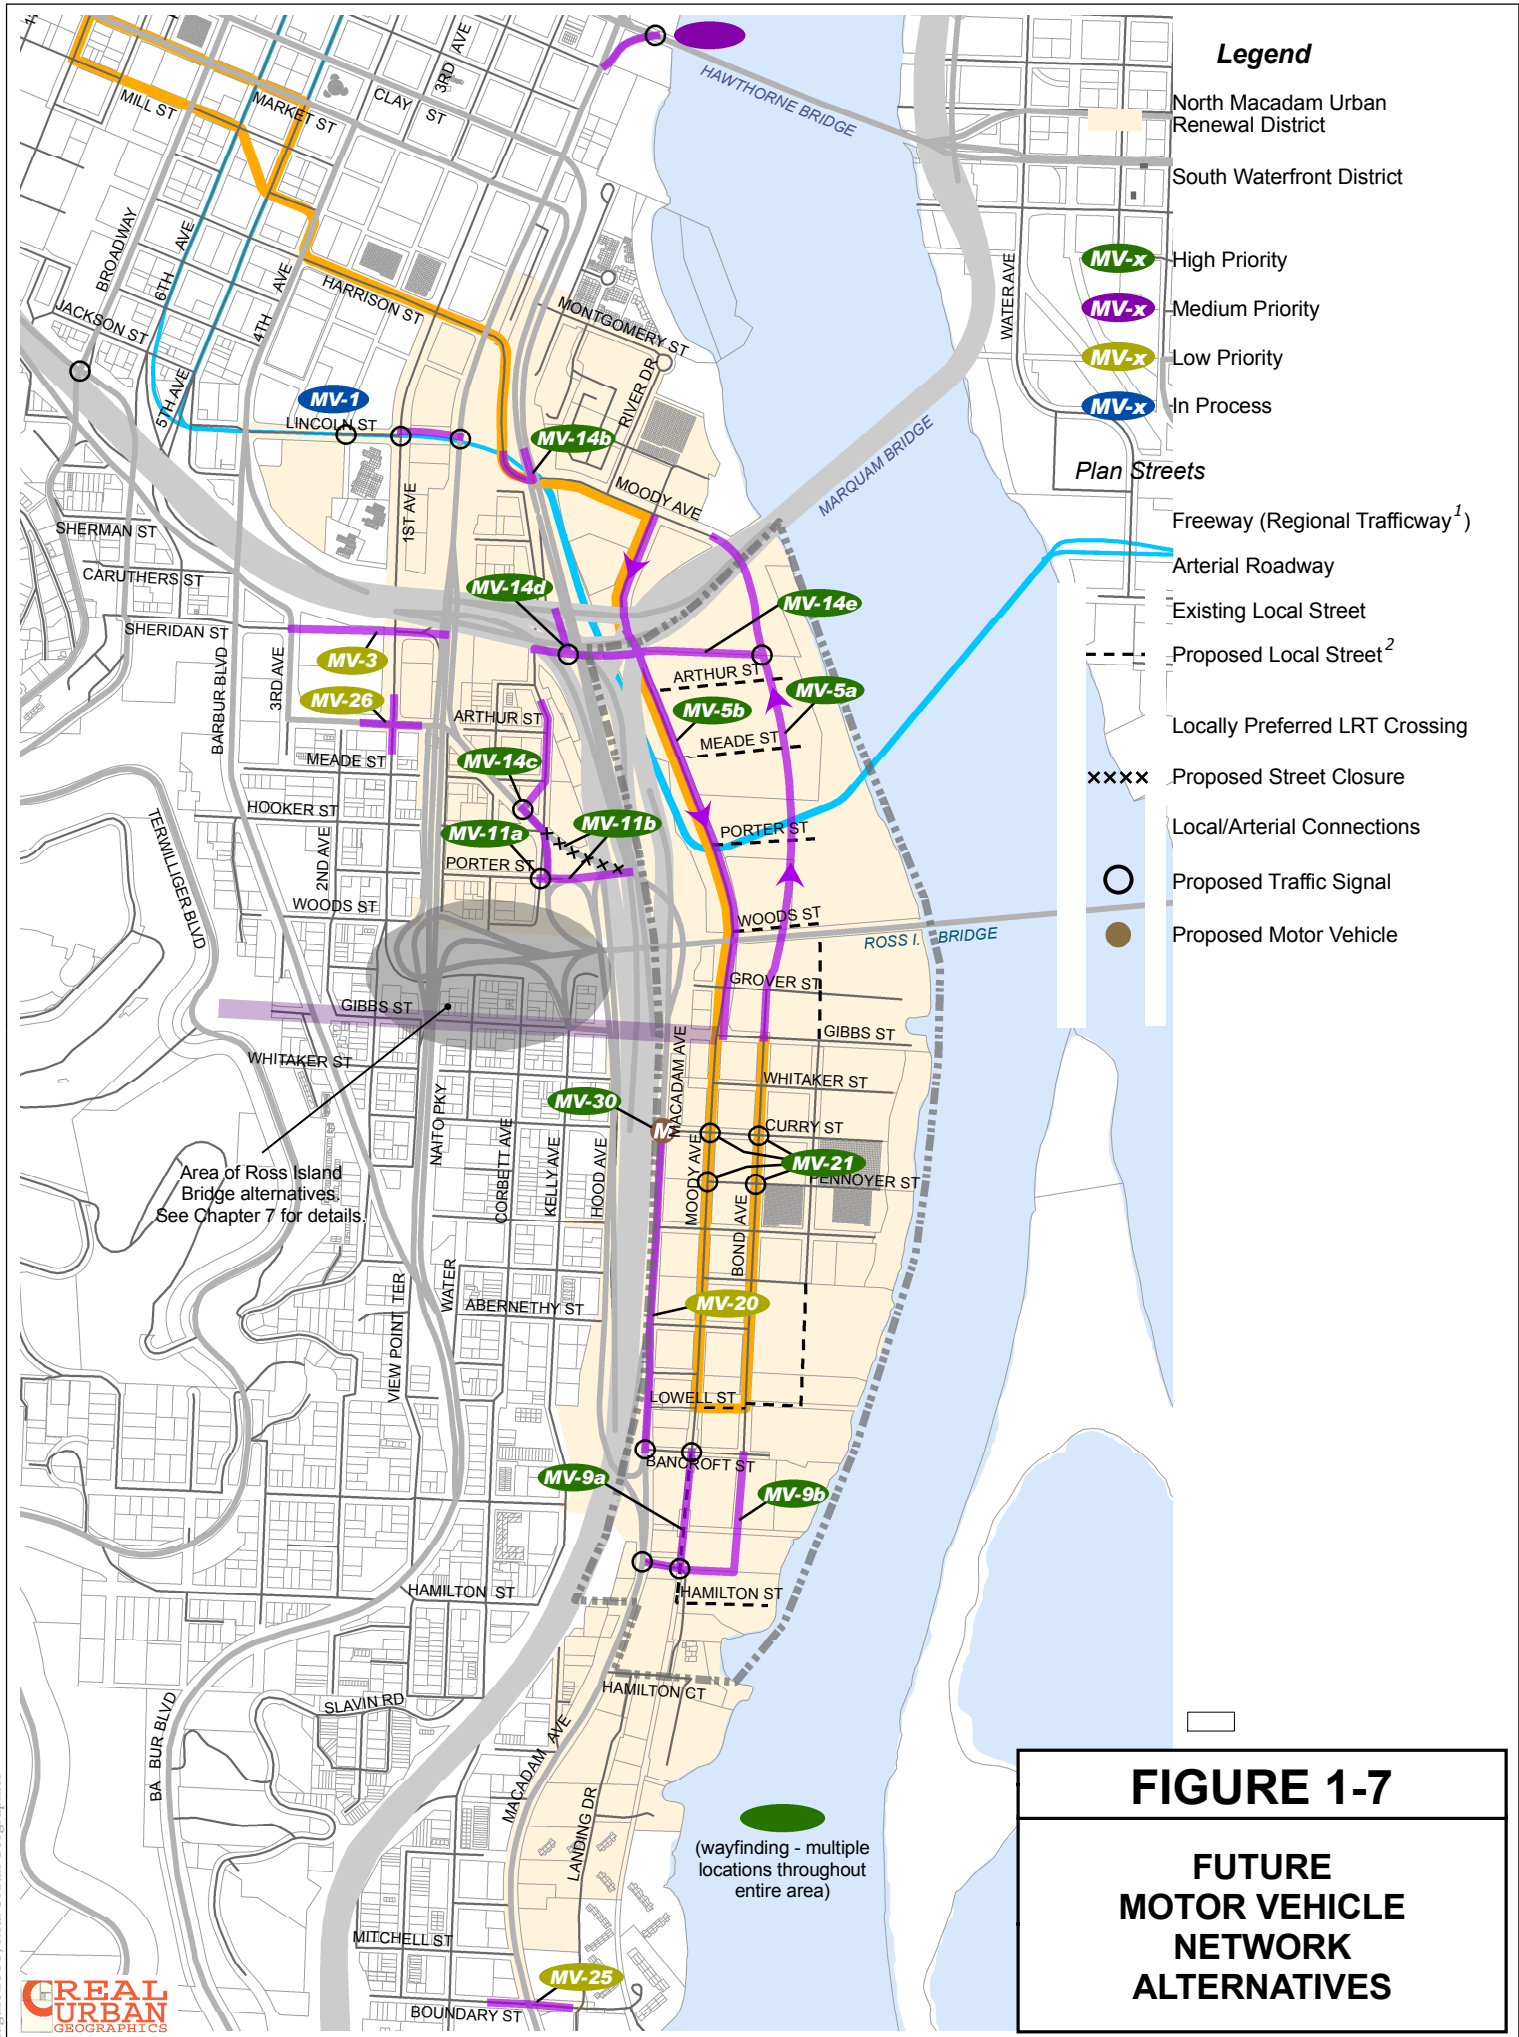 Legend
North Macadam Urban
Renewal District
South Waterfront District
MV-x High Priority
MV-x Medium Priority
MV-x Low Priority
MV-x In Process
Plan Streets
Freeway (Regional Trafficway¹)
Arterial Roadway
Existing Local Street
Proposed Local Street²
Locally Preferred LRT Crossing
Proposed Street Closure
Local/Arterial Connections
Proposed Traffic Signal
Proposed Motor Vehicle
3RD AVE
HAWTHORNE BRIDGE
MILL ST
MARKET ST
CLAY ST
BROADWAY
6TH AVE
4TH AVE
WATER AVE
HARRISON ST
JACKSON ST
MONTGOMERY ST
RIVER DR
5TH AVE
MV-1
LINCOLN ST
MV-14b
MARQUAM BRIDGE
MOODY AVE
1ST AVE
SHERMAN ST
CARUTHERS ST
MV-14d
MV-14e
SHERIDAN ST
MV-3
BARBUR BLVD
3RD AVE
ARTHUR ST
MV-5a
MV-26
ARTHUR ST
MV-5b
MEADE ST
MEADE ST
MV-14c
HOOKER ST
MV-11a
MV-11b
PORTER ST
TERWILLIGER BLVD
2ND AVE
PORTER ST
WOODS ST
WOODS ST
ROSS I. BRIDGE
GROVER ST
GIBBS ST
GIBBS ST
WHITAKER ST
MACADAM AVE
WHITAKER ST
MV-30
M
CURRY ST
NAITO PKY
CORBETT AVE
KELLY AVE
HOOD AVE
MOODY AVE
MV-21
PENNOYER ST
Area of Ross Island
Bridge alternatives.
See Chapter 7 for details.
BOND AVE
VIEW POINT TER
WATER
ABERNETHY ST
MV-20
LOWELL ST
BANCROFT ST
MV-9a
MV-9b
HAMILTON ST
HAMILTON ST
HAMILTON CT
SLAVIN RD
BA BUR BLVD
MACADAM AVE
LANDING DR
(wayfinding - multiple
locations throughout
entire area)
MITCHELL ST
MV-25
BOUNDARY ST
REAL
URBAN
GEOGRAPHICS
FIGURE 1-7
FUTURE
MOTOR VEHICLE
NETWORK
ALTERNATIVES